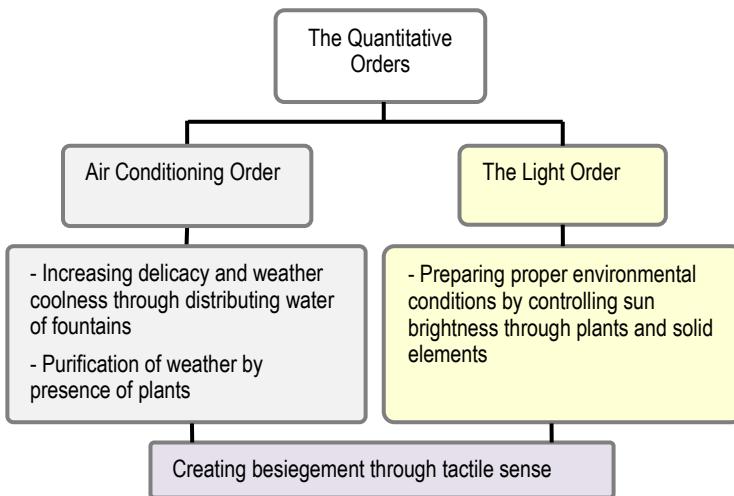 The Quantitative
Orders
Air Conditioning Order
The Light Order
- Increasing delicacy and weather
coolness through distributing water
of fountains
- Purification of weather by
presence of plants
- Preparing proper environmental
conditions by controlling sun
brightness through plants and solid
elements
Creating besiegement through tactile sense